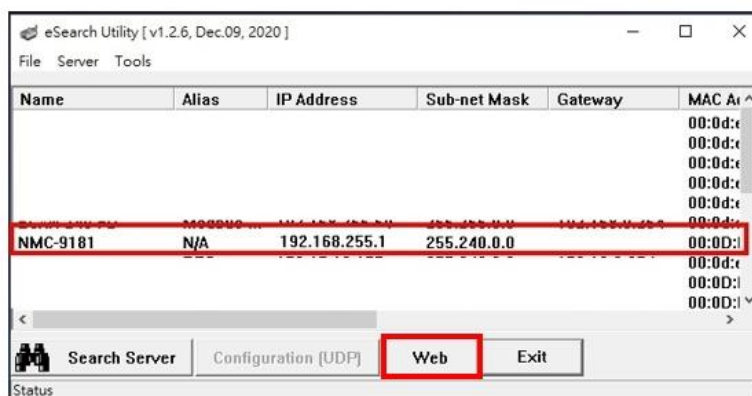 eSearch Utility [ v1.2.6, Dec.09, 2020 ]
File Server Tools
Name Alias IP Address Sub-net Mask Gateway MAC
00:0d:
00:0d:
00:0d:
00:0d:
00:0d:
NMC-9181 N/A 192.168.255.1 255.240.0.0 00:0D:
00:0d:
00:0D:
00:0D:
Search Server Configuration (UDP) Web Exit
Status